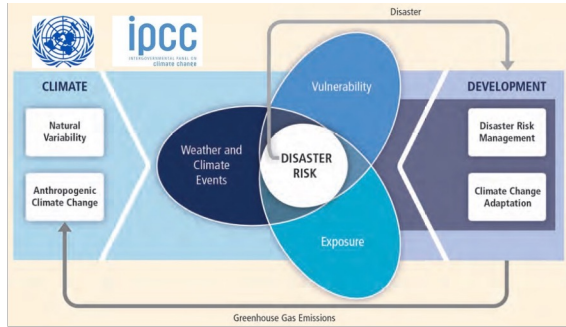 Disaster
ipcc
INTERGOVERNMENTAL PANEL ON
climate change
CLIMATE
Natural
Variability
Anthropogenic
Climate Change
Weather and
Climate
Events
Vulnerability
DISASTER
RISK
Exposure
DEVELOPMENT
Disaster Risk
Management
Climate Change
Adaptation
Greenhouse Gas Emissions